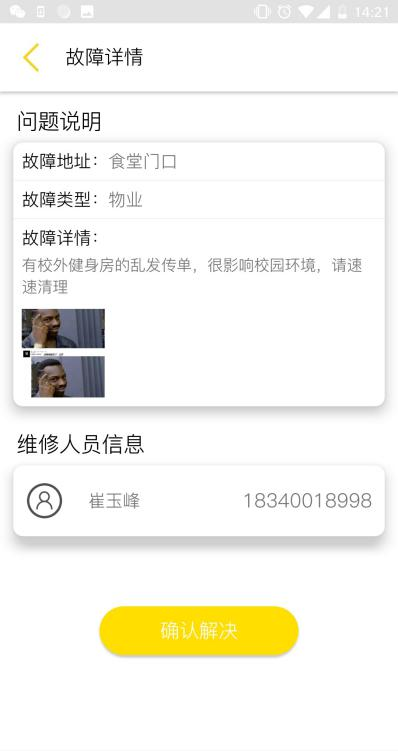 14:21
故障详情
问题说明
故障地址：食堂门口
故障类型：物业
故障详情：
有校外健身房的乱发传单，很影响校园环境，请速
速清理
维修人员信息
崔玉峰 18340018998
确认解决